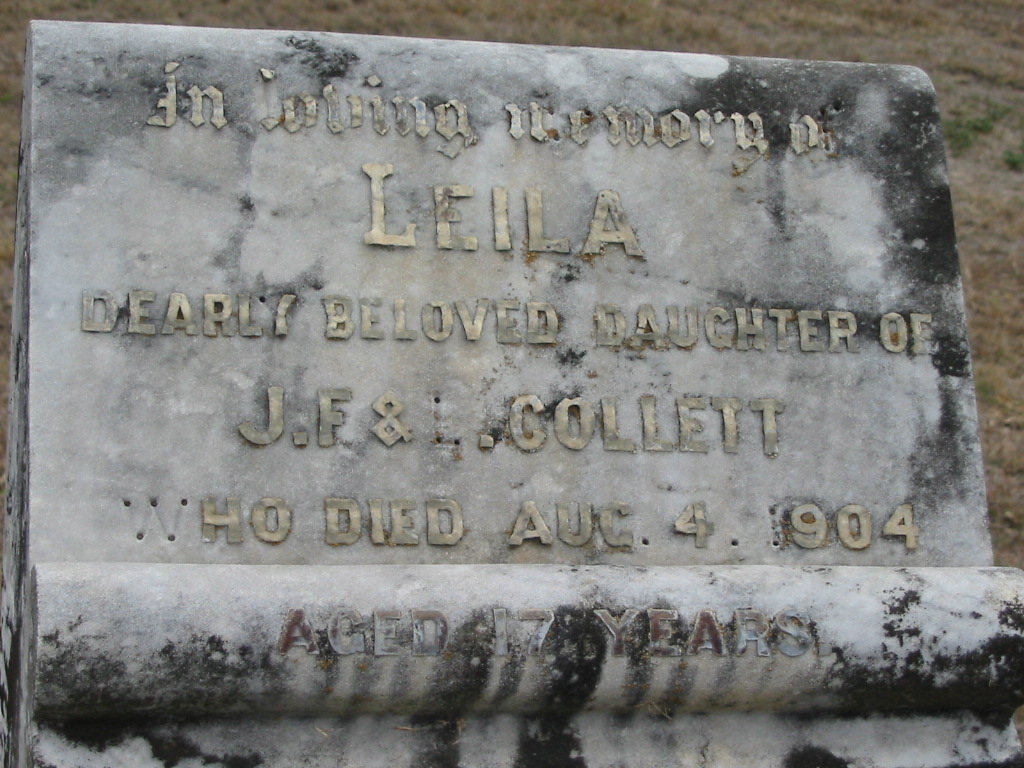 In loving memory of
LEILA
DEARLY BELOVED DAUGHTER OF
J.F & L. COLLETT
WHO DIED AUG. 4. 1904
AGED 17 YEARS.